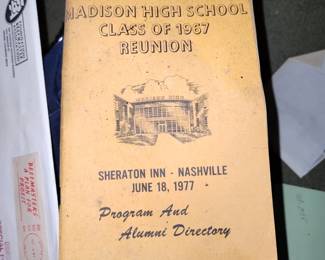 MADISON HIGH SCHOOL
CLASS OF 1967
REUNION
SHERATON INN - NASHVILLE
JUNE 18, 1977
Program And
Alumni Directory